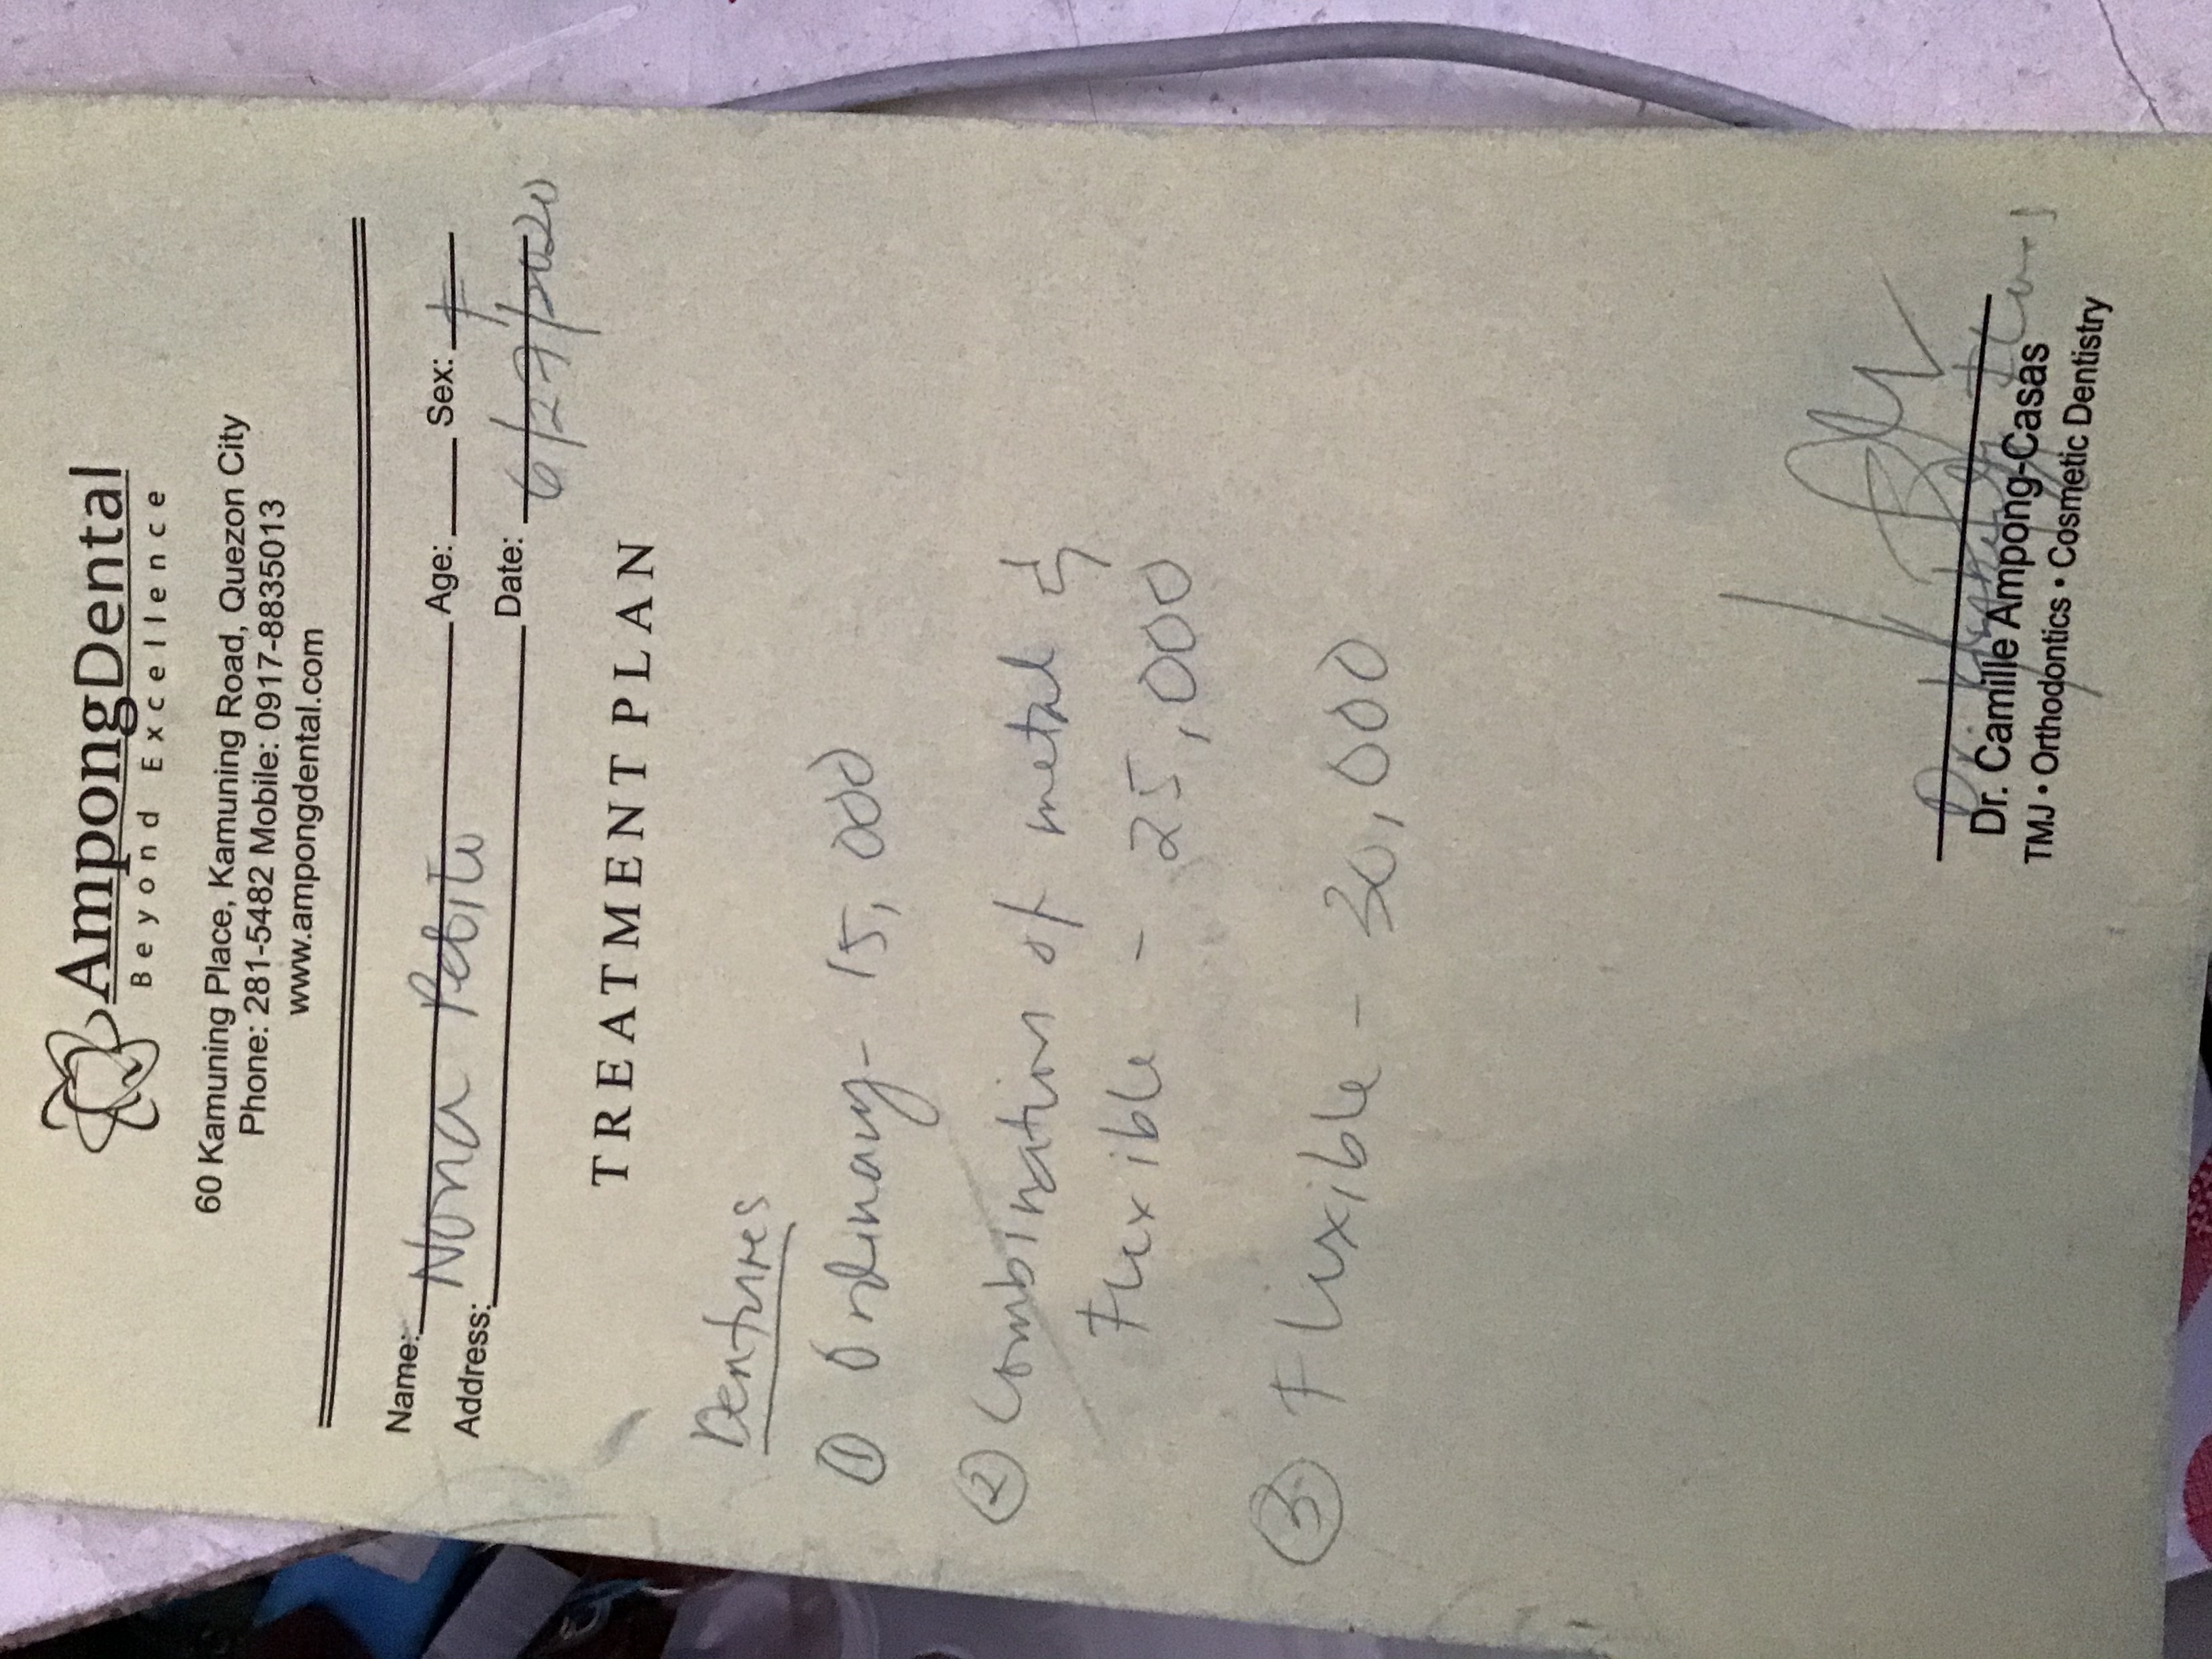 AmpongDental
Beyond Excellence
60 Kamuning Place, Kamuning Road, Quezon City
Phone: 281-5482 Mobile: 0917-8835013
www.ampongdental.com
Name: Norma Age: Sex: F
Address: Date: 6/27/2020
TREATMENT PLAN
Dentures
① Ordinary - 15,000
② Combination of metal &
Flexible - 25,000
③ Flexible - 30,000
Dr. Camille Ampong-Casas
TMJ • Orthodontics • Cosmetic Dentistry